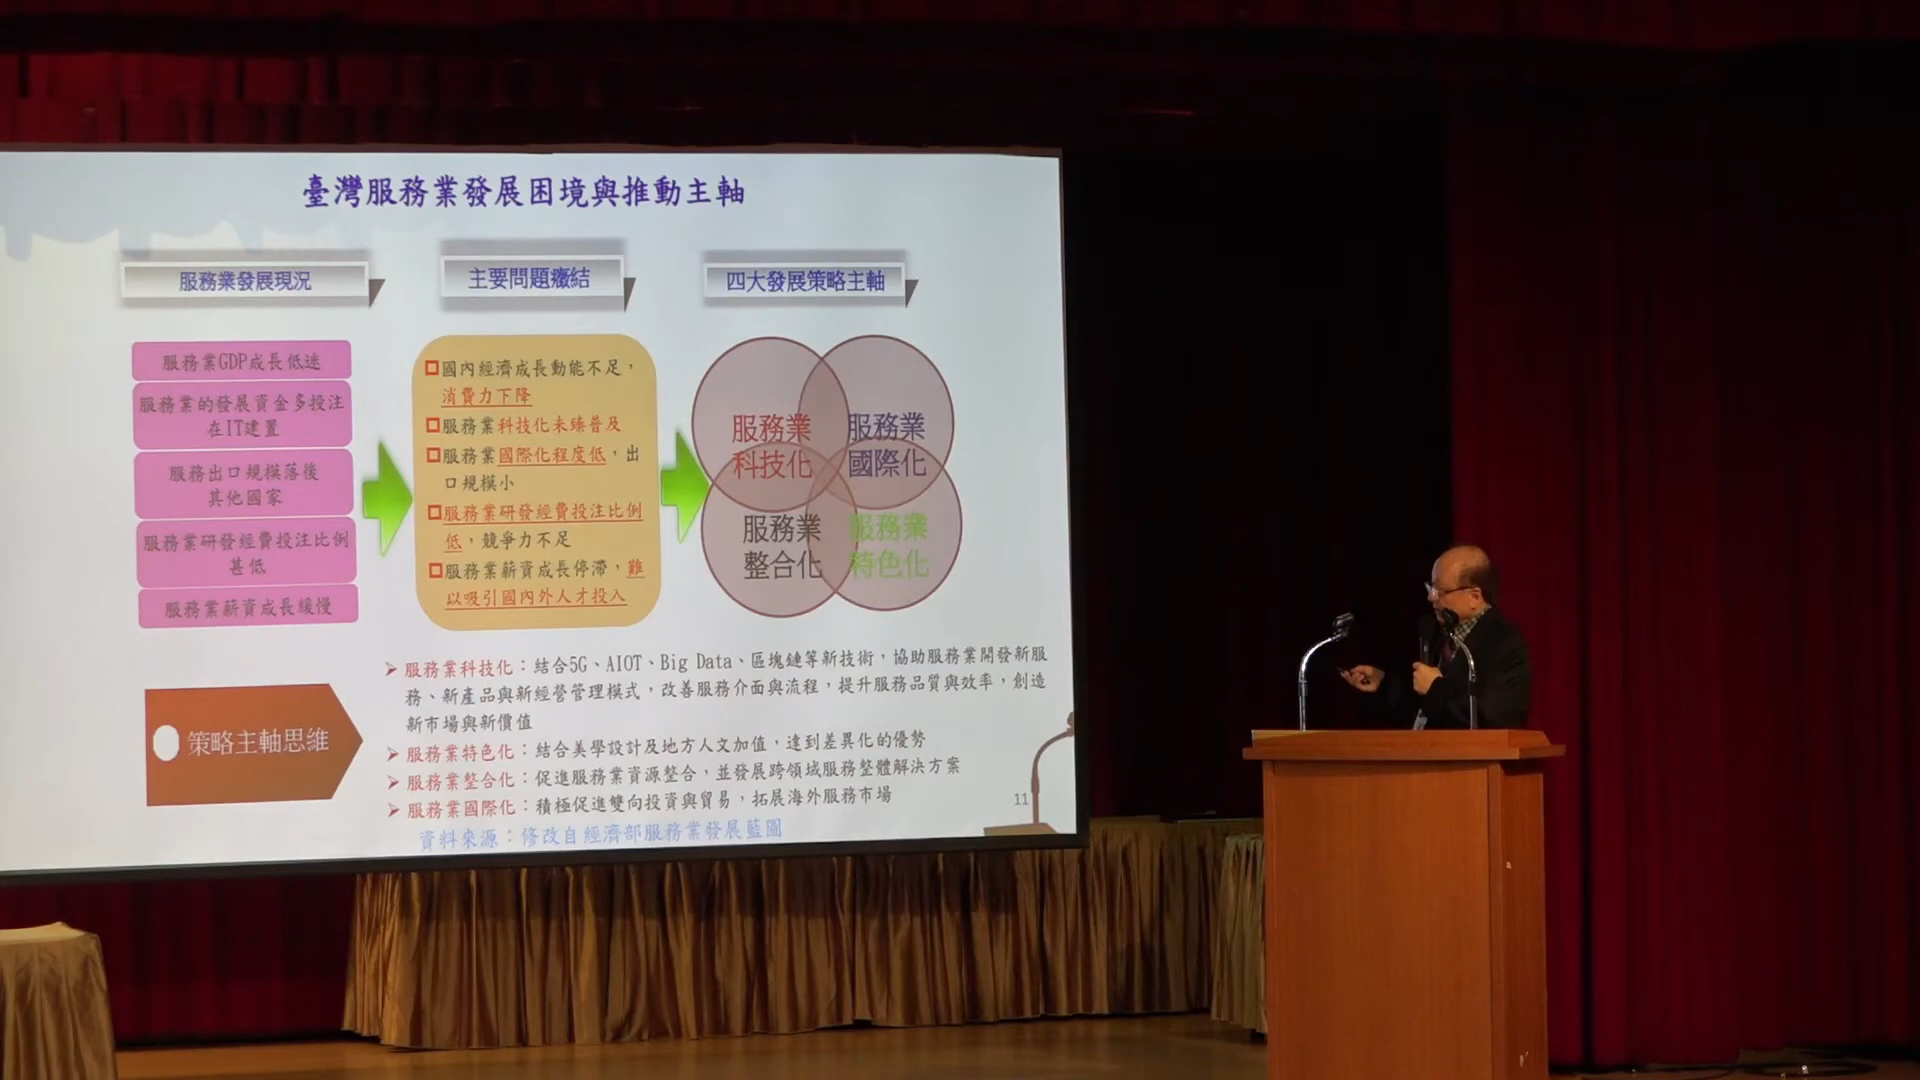 臺灣服務業發展困境與推動主軸
服務業發展現況
服務業GDP成長低迷
服務業的發展資金多投注
在IT建置
服務出口規模落後
其他國家
服務業研發經費投注比例
甚低
服務業薪資成長緩慢
主要問題癥結
國內經濟成長動能不足,
消費力下降
服務業科技化未臻普及
服務業國際化程度低,出
口規模小
服務業研發經費投注比例
低,競爭力不足
服務業薪資成長停滯,難
以吸引國內外人才投入
四大發展策略主軸
服務業
科技化
服務業
國際化
服務業
整合化
服務業
特色化
策略主軸思維
服務業科技化:結合5G、AIOT、Big Data、區塊鏈等新技術,協助服務業開發新服
務、新產品與新經營管理模式,改善服務介面與流程,提升服務品質與效率,創造
新市場與新價值
服務業特色化:結合美學設計及地方人文加值,達到差異化的優勢
服務業整合化:促進服務業資源整合,並發展跨領域服務整體解決方案
服務業國際化:積極促進雙向投資與貿易,拓展海外服務市場
資料來源:修改自經濟部服務業發展藍圖
11